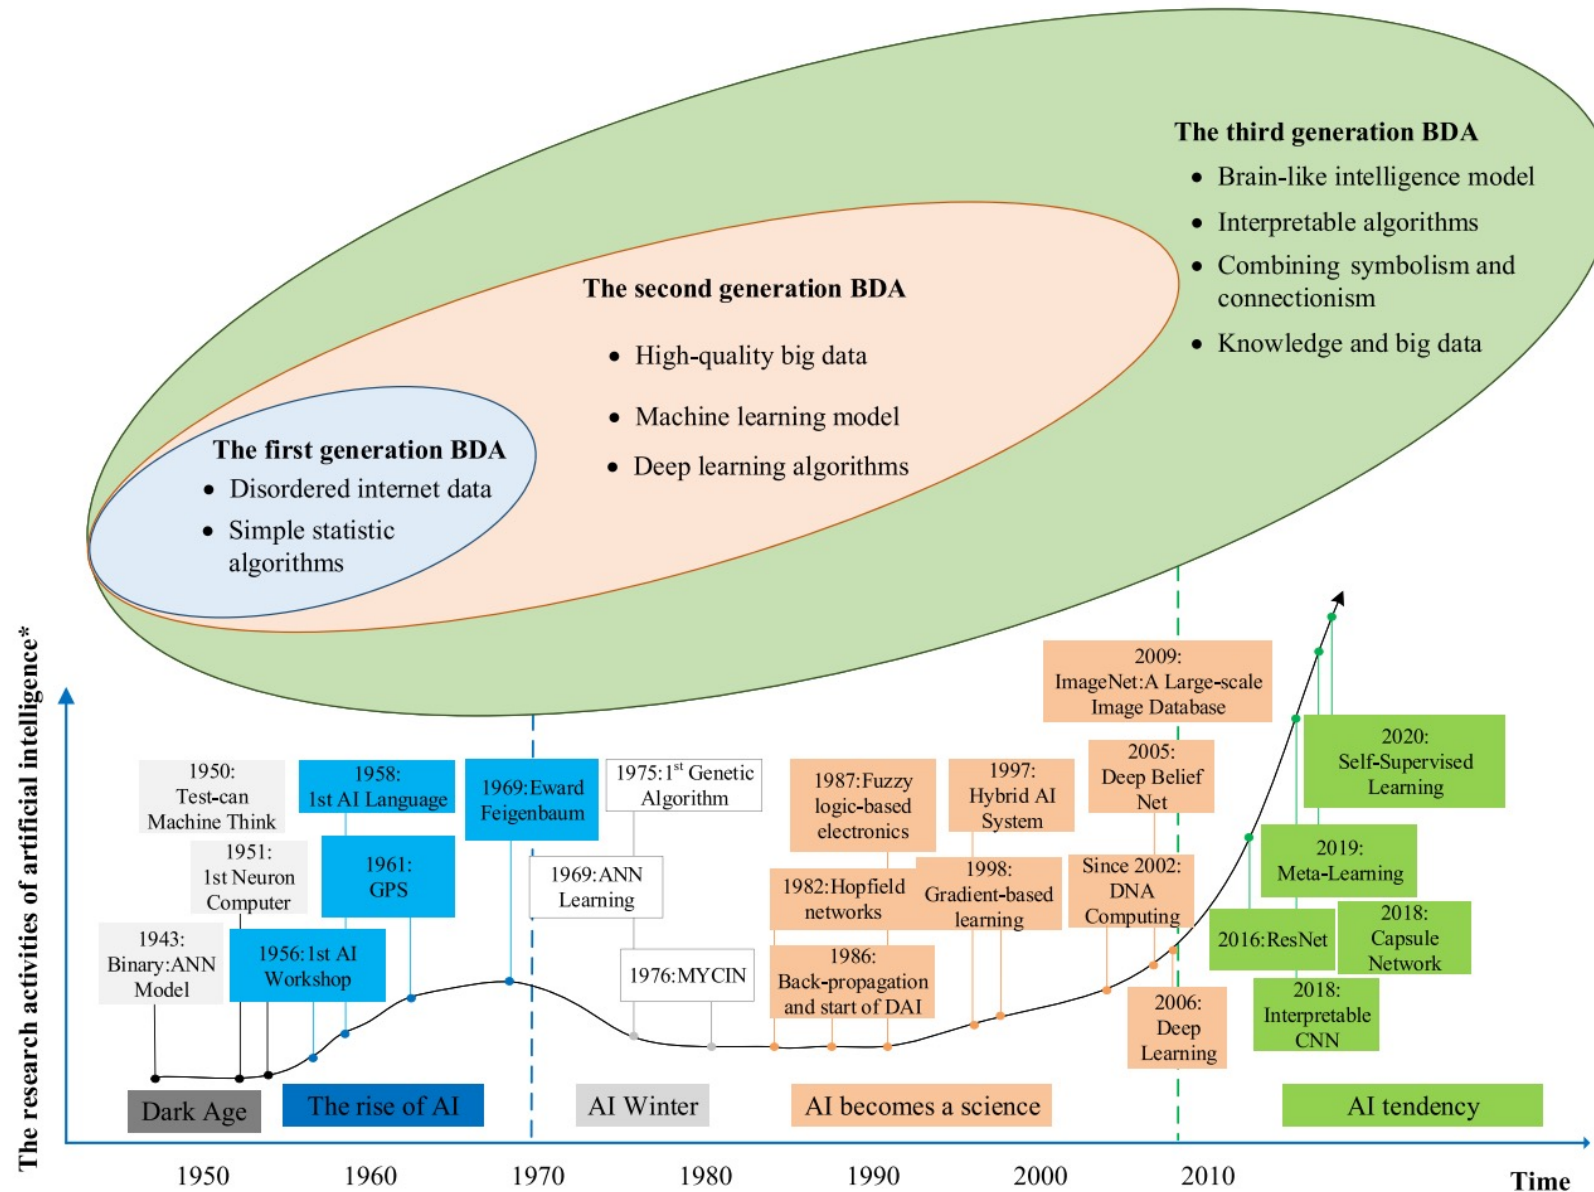 The third generation BDA
• Brain-like intelligence model
• Interpretable algorithms
• Combining symbolism and
connectionism
• Knowledge and big data
The second generation BDA
• High-quality big data
• Machine learning model
• Deep learning algorithms
The first generation BDA
• Disordered internet data
• Simple statistic
algorithms
The research activities of artificial intelligence*
1950:
Test-can
Machine Think
1951:
1st Neuron
Computer
1943:
Binary:ANN
Model
1958:
1st AI Language
1961:
GPS
1956:1st AI
Workshop
1969:Eward
Feigenbaum
1975:1st Genetic
Algorithm
1969:ANN
Learning
1976:MYCIN
1987:Fuzzy
logic-based
electronics
1982:Hopfield
networks
1986:
Back-propagation
and start of DAI
1997:
Hybrid AI
System
1998:
Gradient-based
learning
2009:
ImageNet:A Large-scale
Image Database
2005:
Deep Belief
Net
Since 2002:
DNA
Computing
2006:
Deep
Learning
2020:
Self-Supervised
Learning
2019:
Meta-Learning
2016:ResNet
2018:
Capsule
Network
2018:
Interpretable
CNN
Dark Age
The rise of AI
AI Winter
AI becomes a science
AI tendency
1950
1960
1970
1980
1990
2000
2010
Time